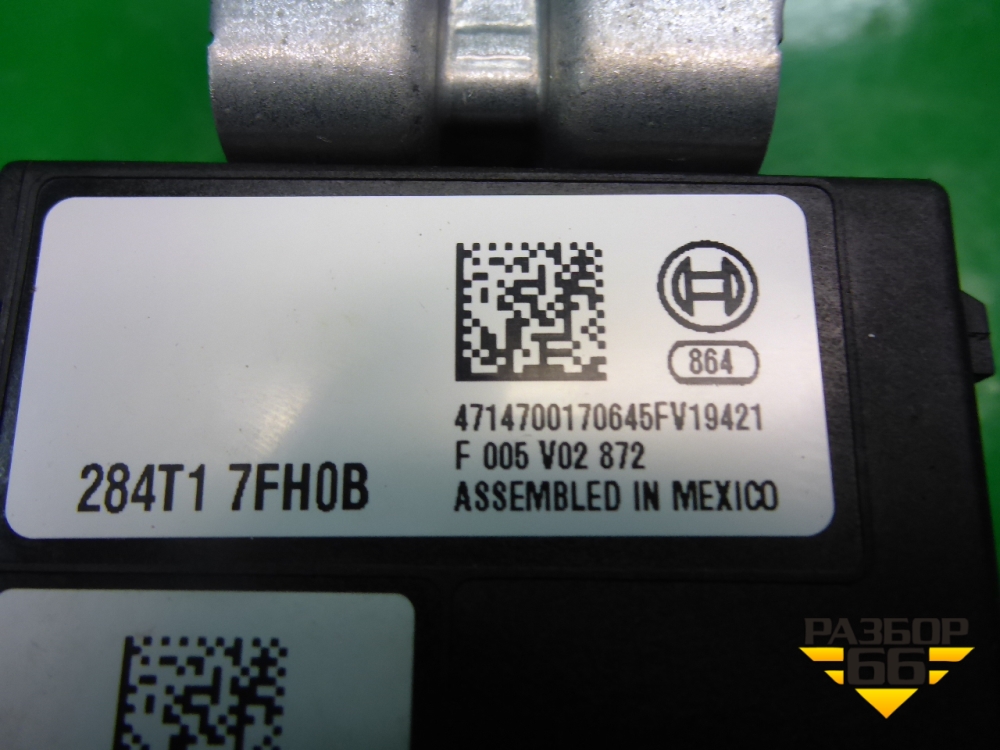 864
4714700170645FV19421
F 005 V02 872
284T1 7FH0B
ASSEMBLED IN MEXICO
РАЗБОР
66